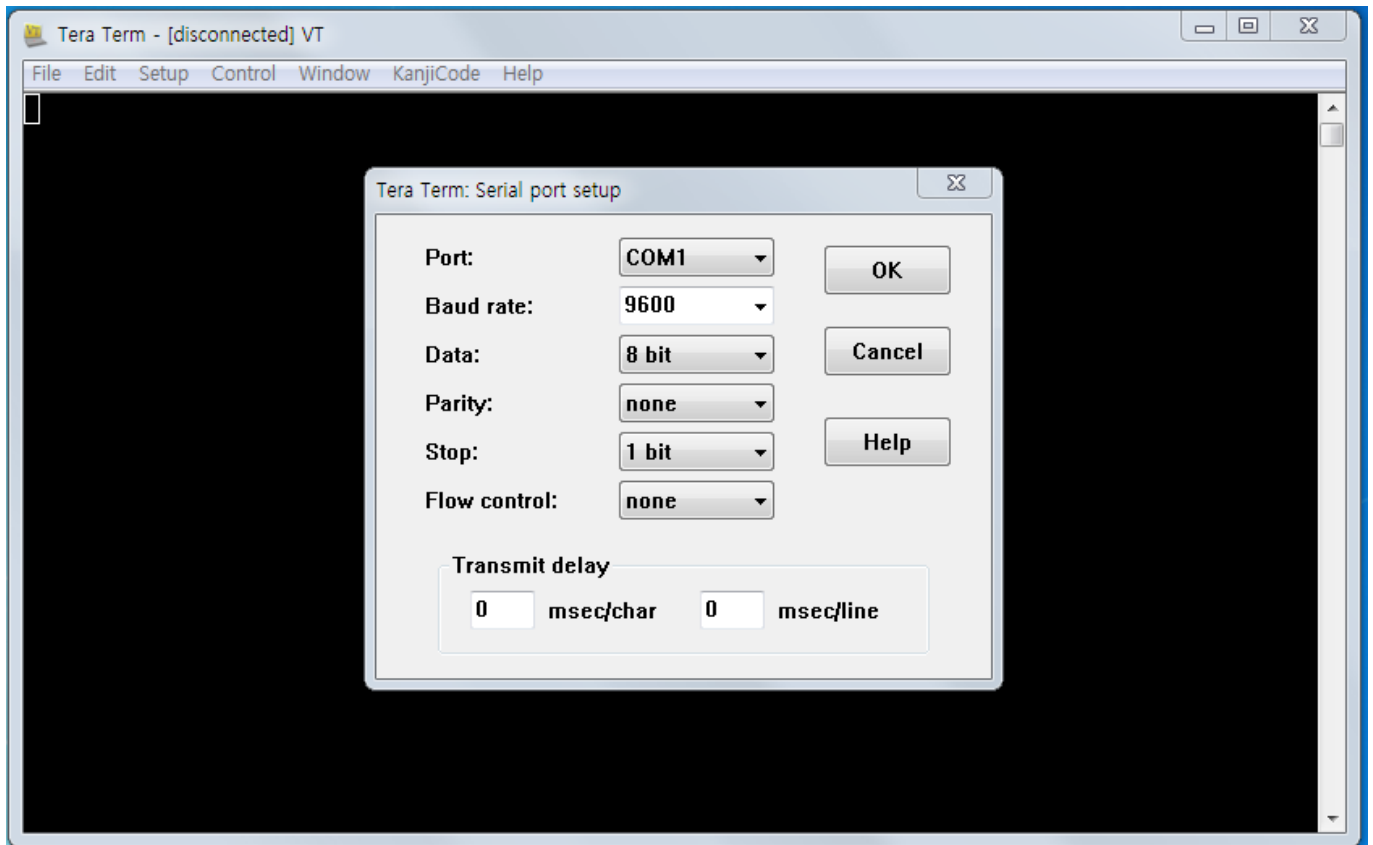 Tera Term - [disconnected] VT
File Edit Setup Control Window KanjiCode Help
Tera Term: Serial port setup
Port: COM1
OK
Baud rate: 9600
Data: 8 bit
Cancel
Parity: none
Stop: 1 bit
Help
Flow control: none
Transmit delay
0 msec/char 0 msec/line